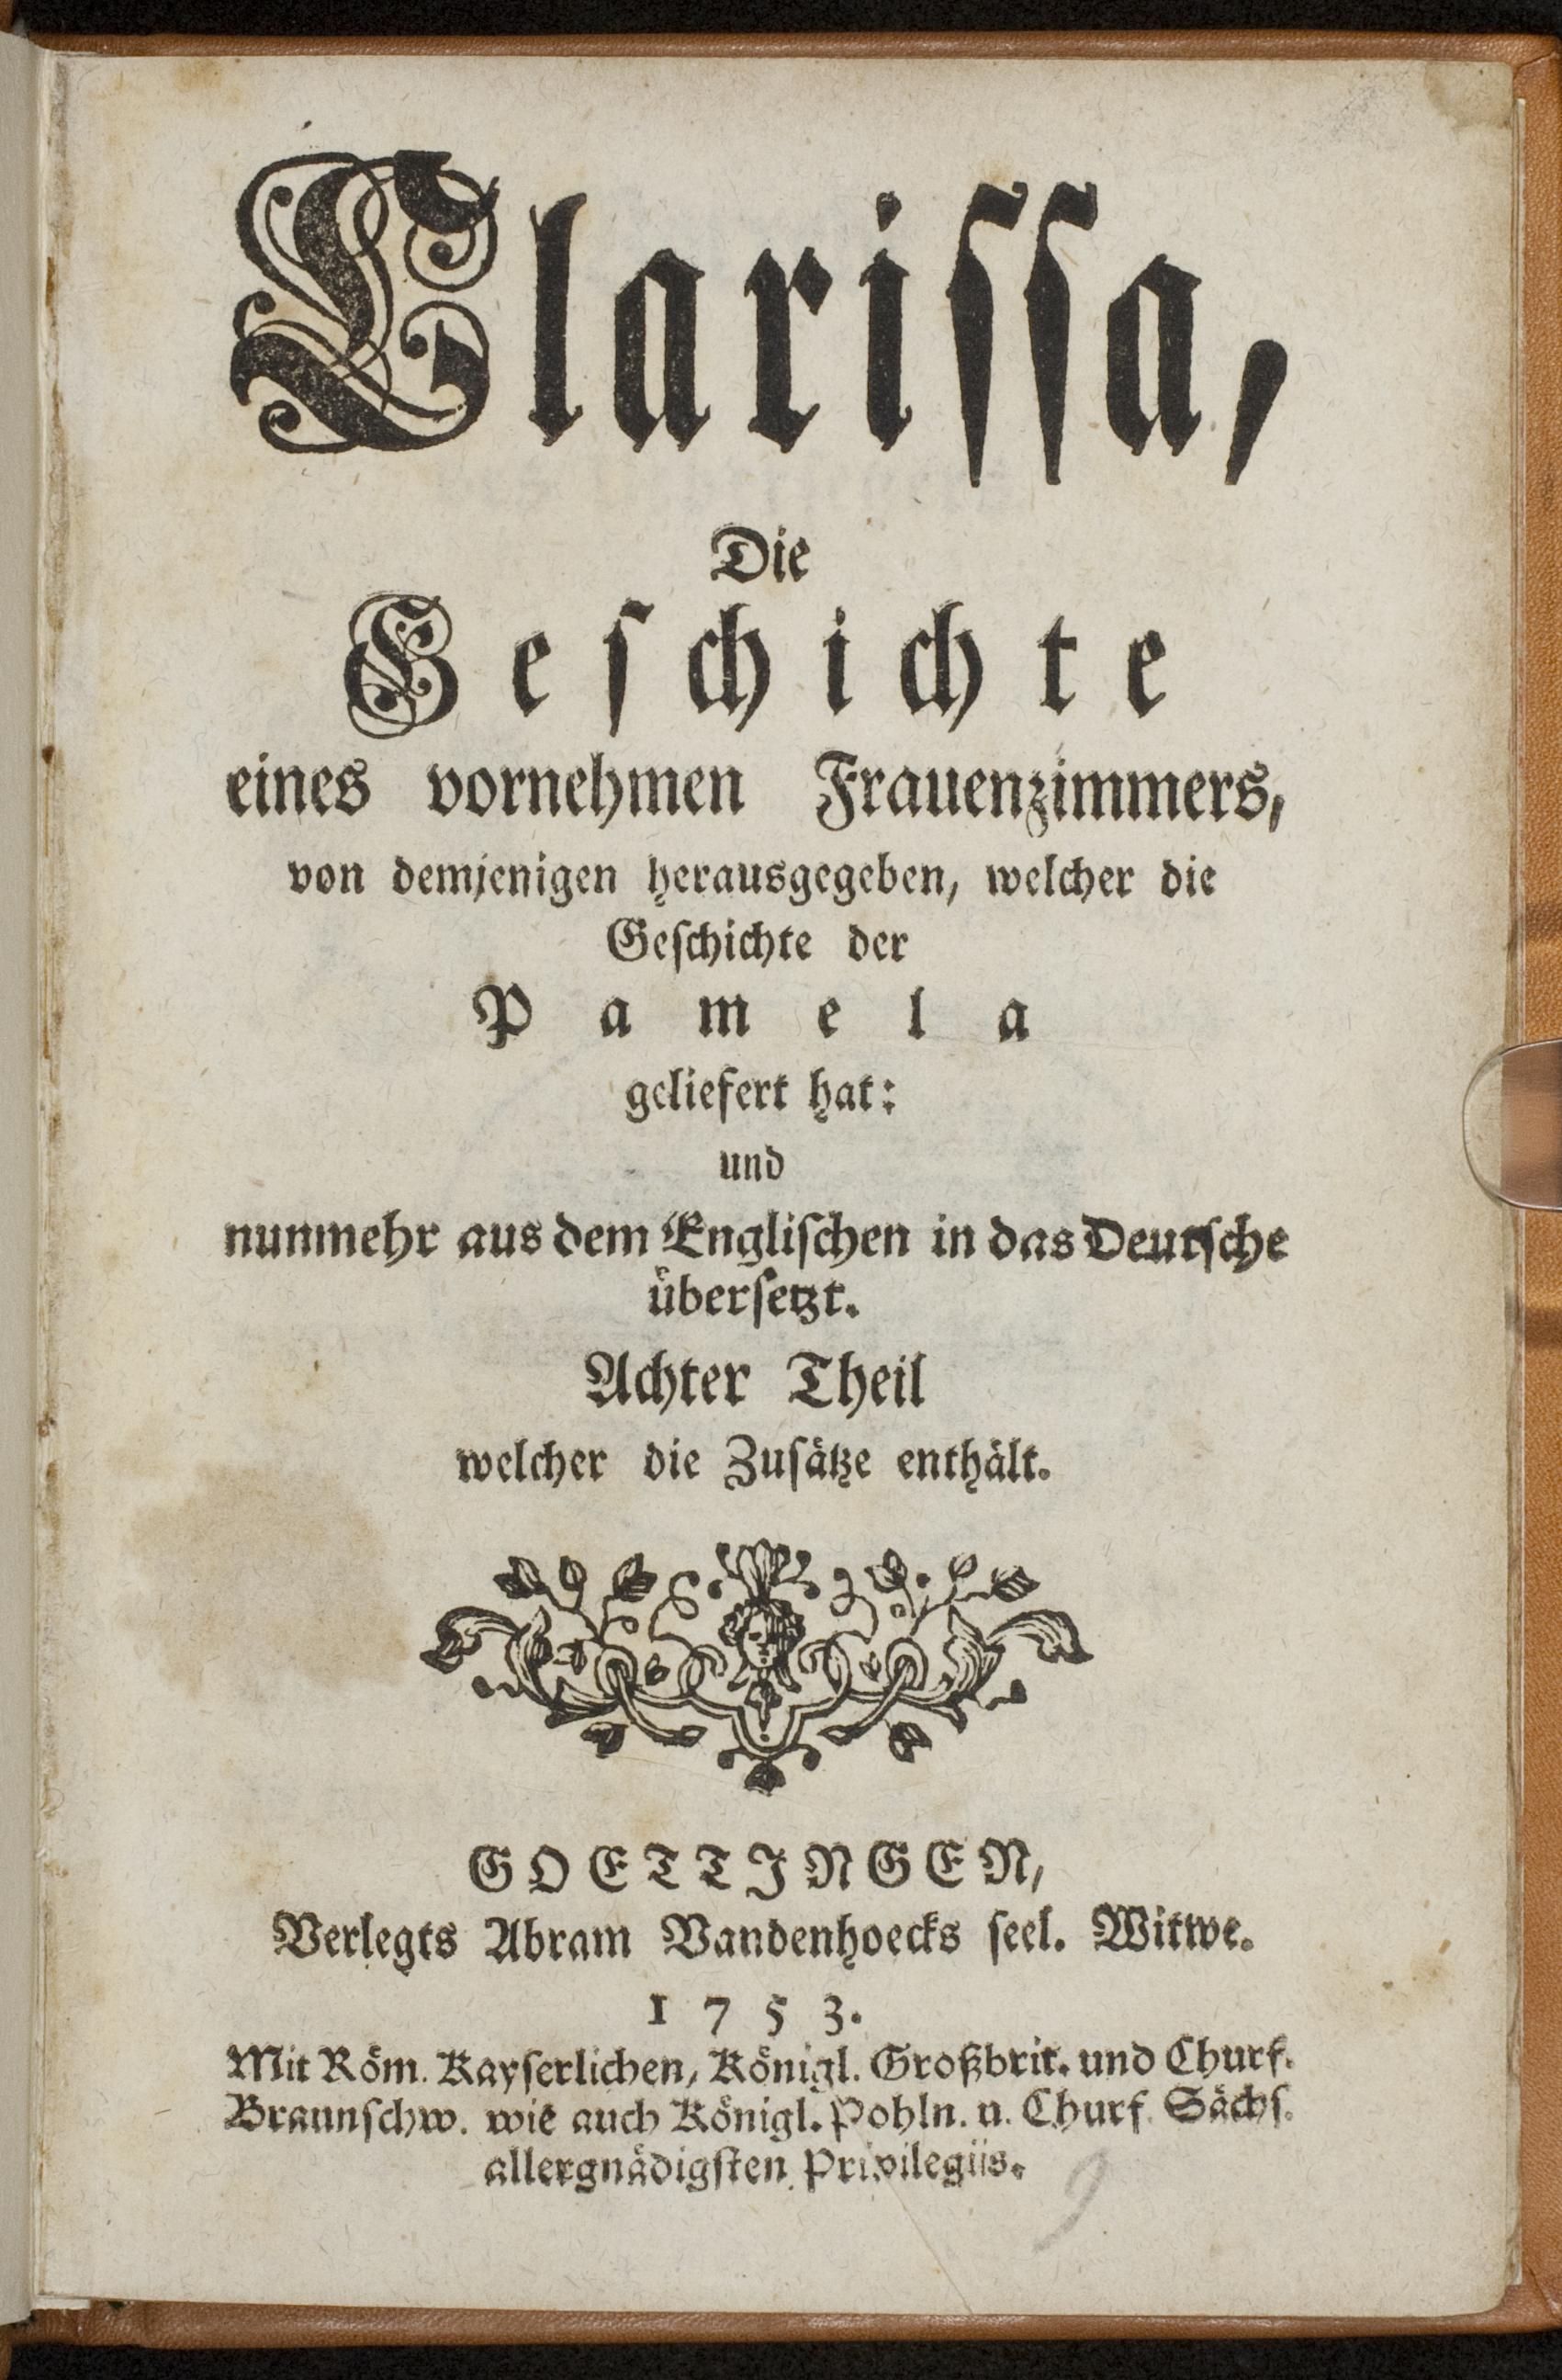 Clariſſa,
Die
Geſchichte
eines vornehmen Frauenzimmers,
von demjenigen herausgegeben, welcher die
Geſchichte der
Pamela
geliefert hat:
und
nunmehr aus dem Engliſchen in das Deutſche
überſetzt.
Achter Theil
welcher die Zuſätze enthält.
GOETTINGEN,
Verlegts Abram Vandenhoecks ſeel. Witwe.
1753.
Mit Röm. Kayſerlichen, Königl. Großbrit. und Churf.
Braunſchw. wie auch Königl. Pohln. u. Churf. Sächſ.
allergnädigſten Privilegiis.
9